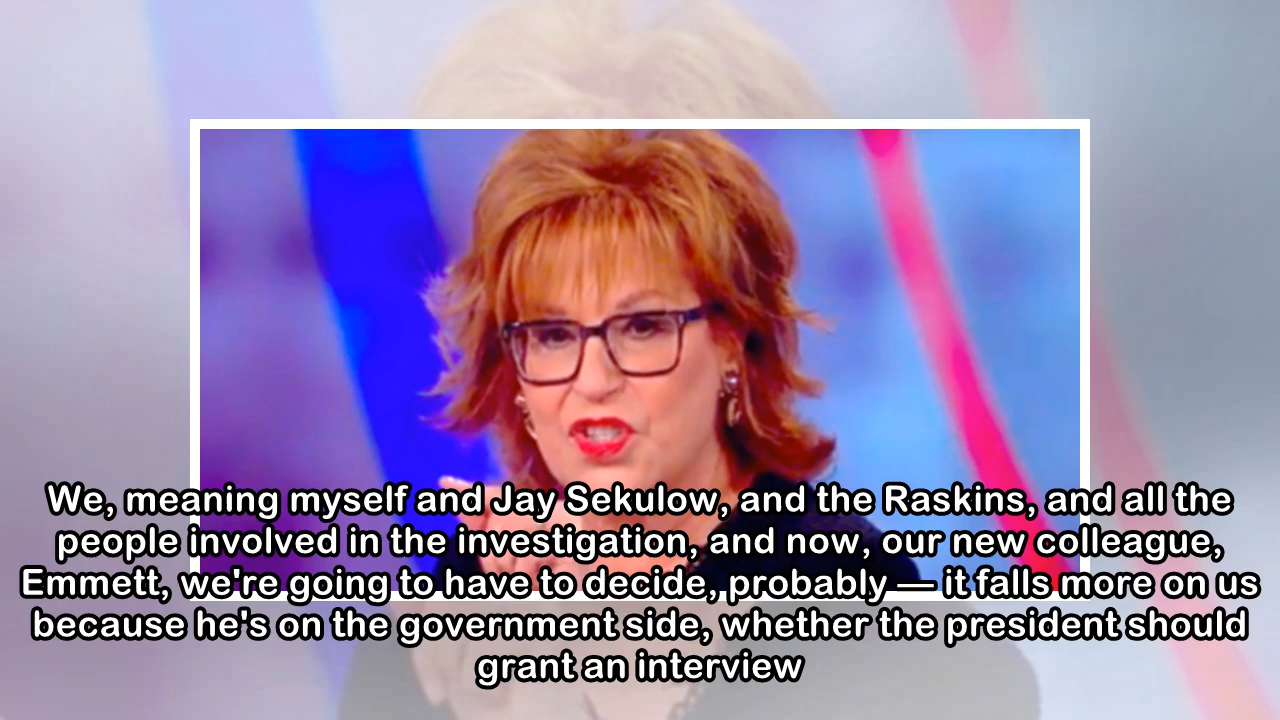 We, meaning myself and Jay Sekulow, and the Raskins, and all the
people involved in the investigation, and now, our new colleague,
Emmett, we're going to have to decide, probably — it falls more on us
because he's on the government side, whether the president should
grant an interview